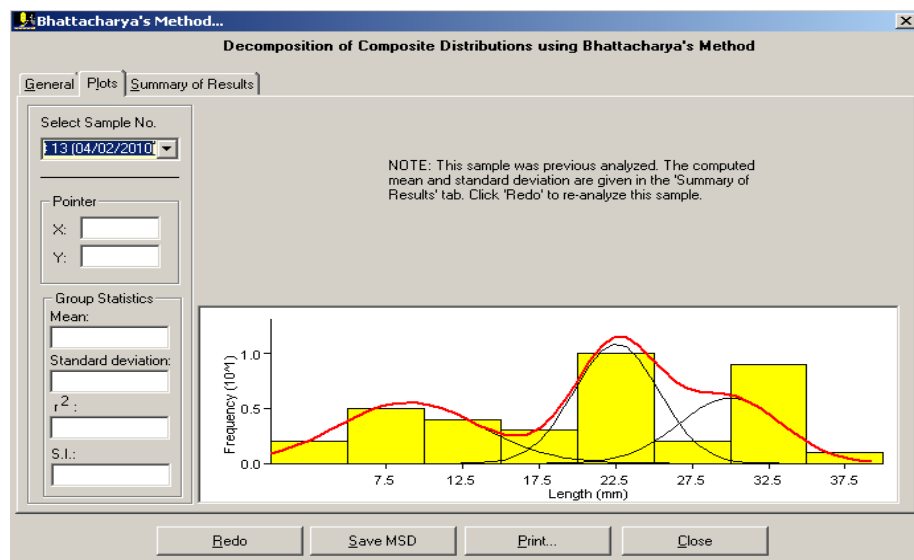 Bhattacharya's Method...
Decomposition of Composite Distributions using Bhattacharya's Method
General Plots Summary of Results
Select Sample No.
13 (04/02/2010)
NOTE: This sample was previous analyzed. The computed
mean and standard deviation are given in the 'Summary of
Results' tab. Click 'Redo' to re-analyze this sample.
Pointer
X:
Y:
Group Statistics
Mean:
Standard deviation:
r² :
S.I.:
Frequency (10^1)
1.0
0.5
0.0
7.5 12.5 17.5 22.5 27.5 32.5 37.5
Length (mm)
Redo Save MSD Print... Close